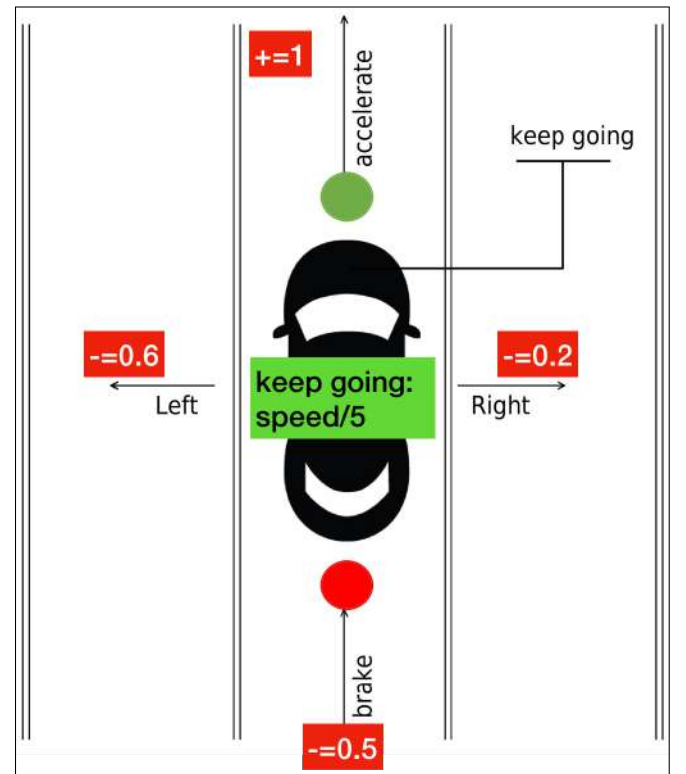 +=1
accelerate
keep going
-=0.6
-=0.2
Left
keep going:
speed/5
Right
brake
-=0.5